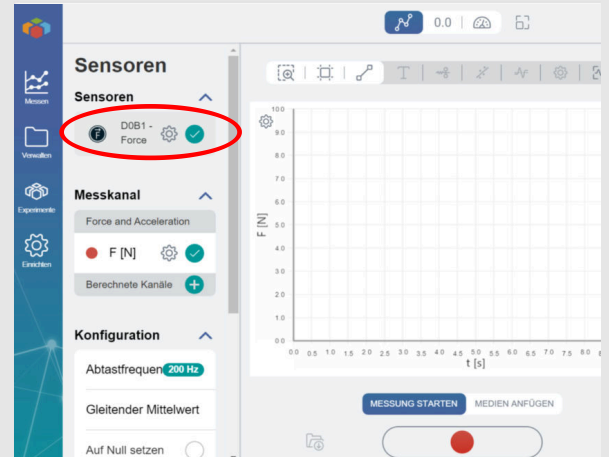 0.0
Sensoren
Sensoren
D0B1 -
Force
Messen
Verwalten
Experimente
Einrichten
Messkanal
Force and Acceleration
F [N]
Berechnete Kanäle
Konfiguration
Abtastfrequen 200 Hz
Gleitender Mittelwert
Auf Null setzen
T
10.0
9.0
8.0
7.0
6.0
5.0
4.0
3.0
2.0
1.0
0.0
F [N]
0.0 0.5 1.0 1.5 2.0 2.5 3.0 3.5 4.0 4.5 5.0 5.5 6.0 6.5 7.0 7.5 8.0
t [s]
MESSUNG STARTEN
MEDIEN ANFÜGEN